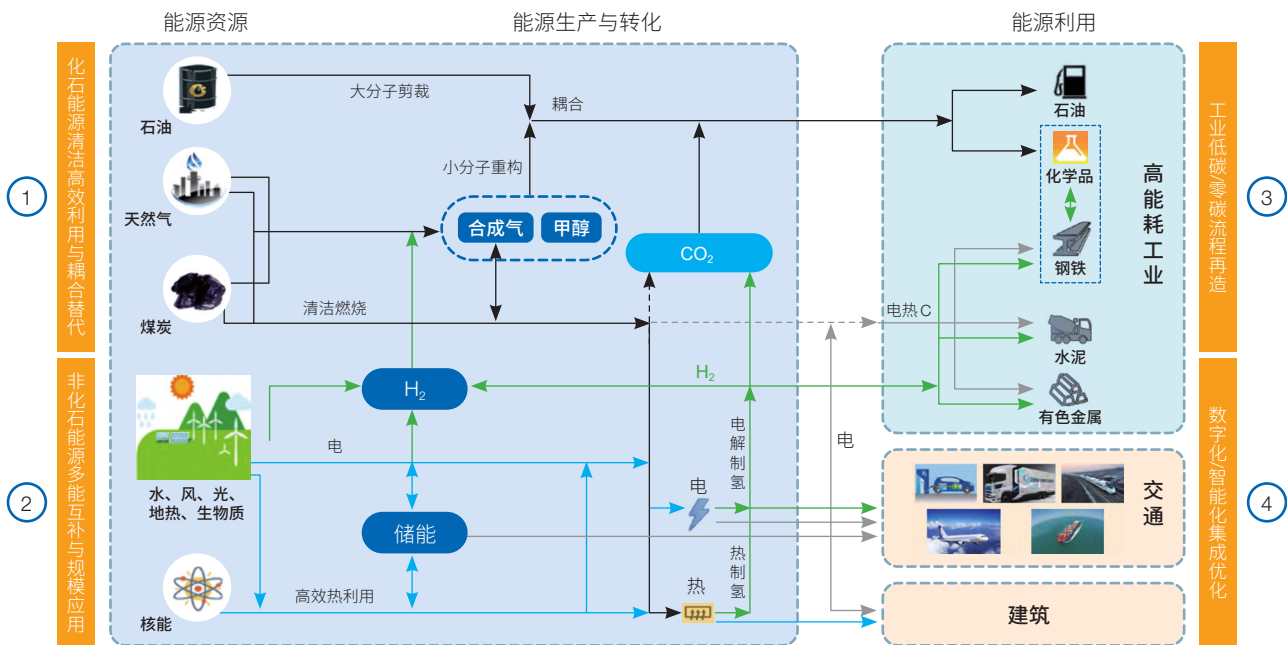 能源资源
能源生产与转化
能源利用
化石能源清洁高效利用与耦合替代
1
非化石能源多能互补与规模应用
2
石油
天然气
煤炭
水、风、光、
地热、生物质
核能
大分子剪裁
耦合
小分子重构
合成气
甲醇
CO₂
清洁燃烧
H₂
H₂
电
储能
高效热利用
电解制氢
电
热制氢
热
电热C
电
石油
化学品
钢铁
水泥
有色金属
高能耗工业
交通
建筑
工业低碳/零碳流程再造
3
数字化/智能化集成优化
4